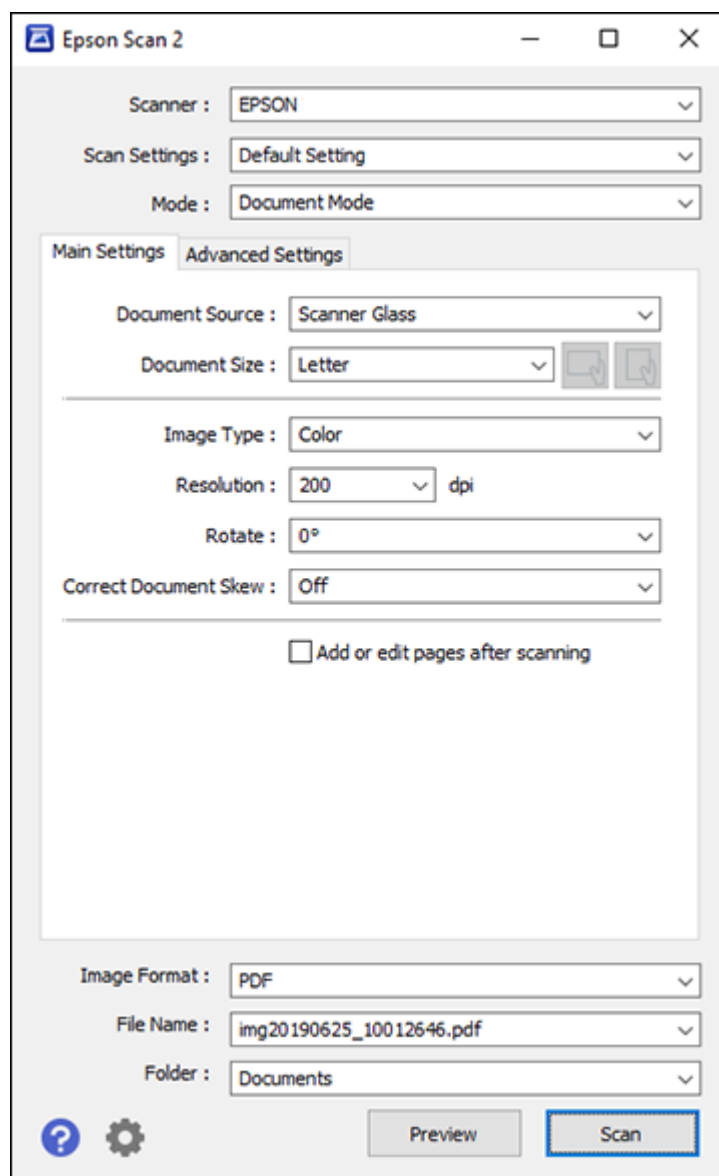 Epson Scan 2
Scanner : EPSON
Scan Settings : Default Setting
Mode : Document Mode
Main Settings Advanced Settings
Document Source : Scanner Glass
Document Size : Letter
Image Type : Color
Resolution : 200 dpi
Rotate : 0°
Correct Document Skew : Off
Add or edit pages after scanning
Image Format : PDF
File Name : img20190625_10012646.pdf
Folder : Documents
? Preview Scan